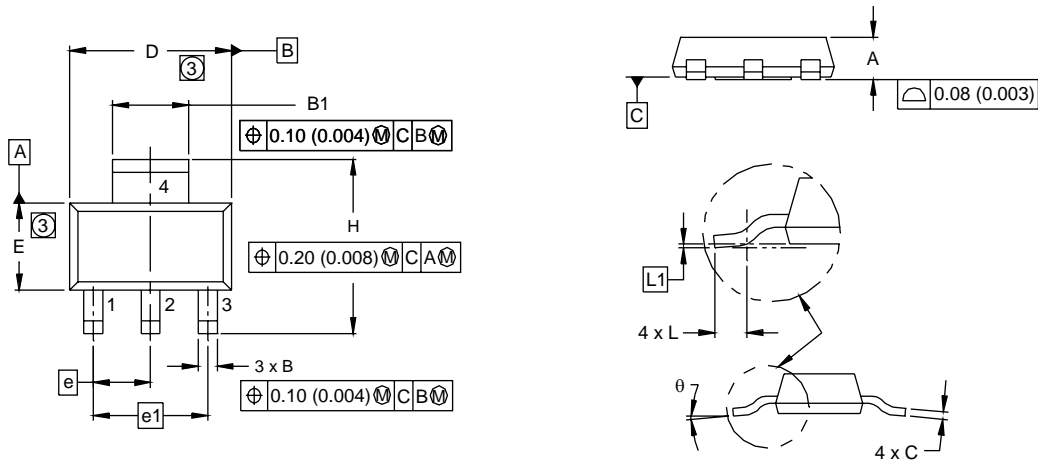 D
B
3
B1
⌖ 0.10 (0.004) Ⓜ C B Ⓜ
A
4
3
E
H
⌖ 0.20 (0.008) Ⓜ C A Ⓜ
1
2
3
3 x B
e
⌖ 0.10 (0.004) Ⓜ C B Ⓜ
e1
A
C
⌓ 0.08 (0.003)
L1
4 x L
θ
4 x C